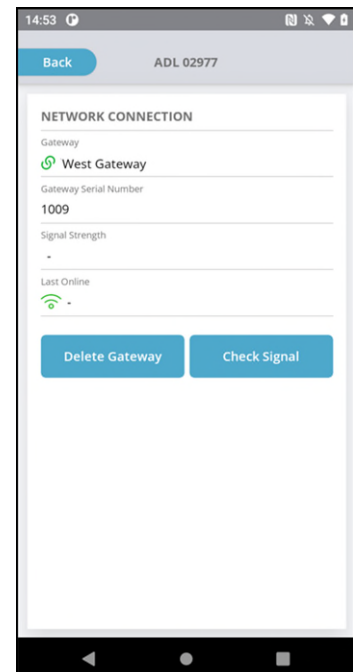 14:53
Back ADL 02977
NETWORK CONNECTION
Gateway
West Gateway
Gateway Serial Number
1009
Signal Strength
-
Last Online
-
Delete Gateway Check Signal